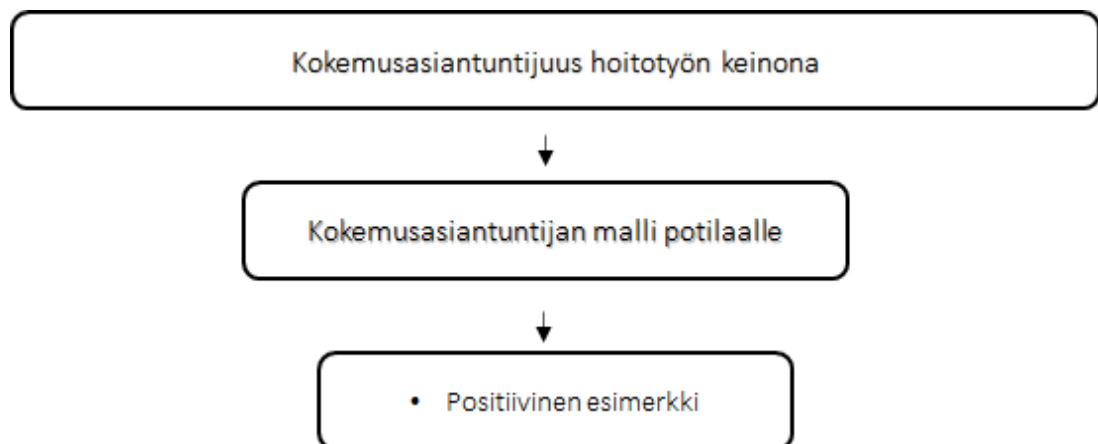 Kokemusasiantuntijuus hoitotyön keinona
Kokemusasiantuntijan malli potilaalle
• Positiivinen esimerkki